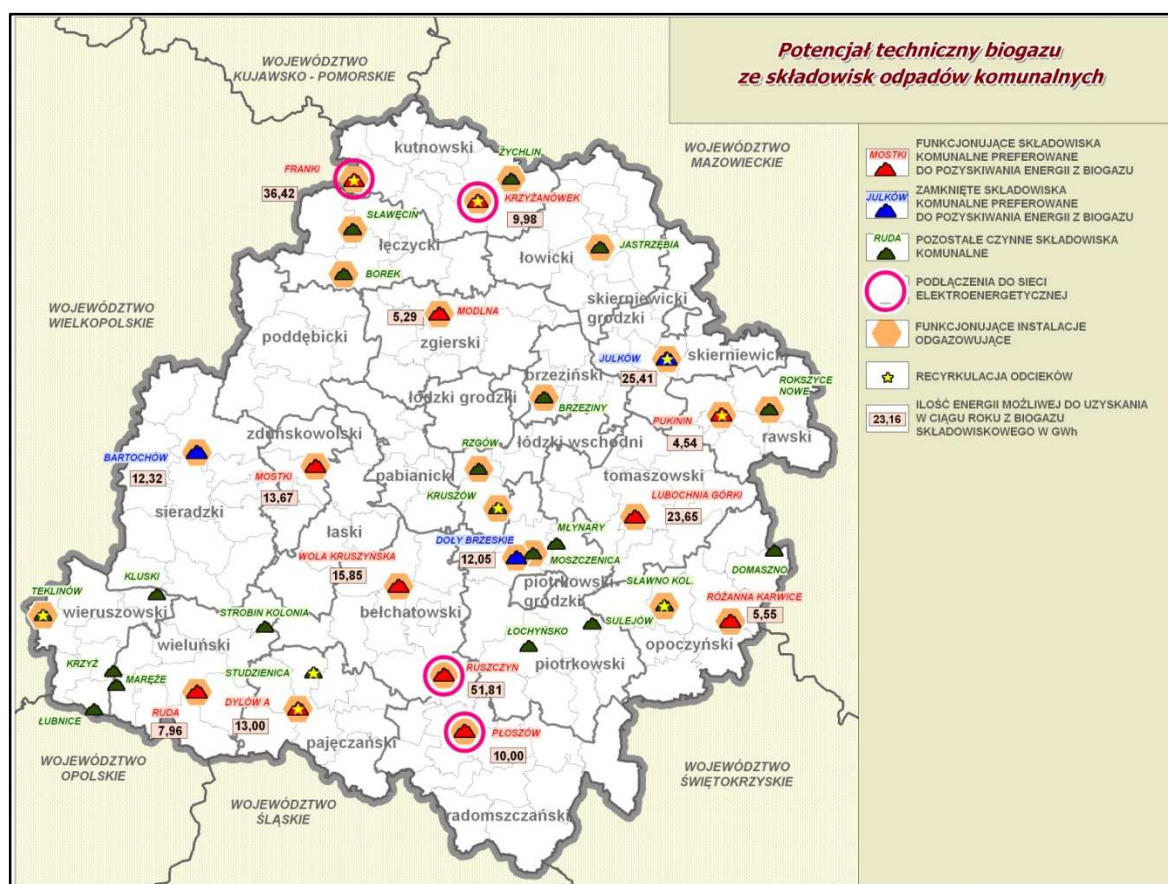 Potencjał techniczny biogazu
ze składowisk odpadów komunalnych
WOJEWÓDZTWO
KUJAWSKO - POMORSKIE
WOJEWÓDZTWO
MAZOWIECKIE
WOJEWÓDZTWO
WIELKOPOLSKIE
WOJEWÓDZTWO
OPOLSKIE
WOJEWÓDZTWO
ŚLĄSKIE
WOJEWÓDZTWO
ŚWIĘTOKRZYSKIE
kutnowski
ŻYCHLIN
FRANKI
36,42
KRZYŻANÓWEK
9,98
SŁAWĘCIN
łęczycki
BOREK
łowicki
JASTRZĘBIA
MODLNA
5,29
zgierski
poddębicki
skierniewicki
grodzki
JULKÓW
25,41
skierniewicki
brzeziński
BRZEZINY
ROKSZYCE
NOWE
PUKININ
4,54
rawski
łódzki grodzki
łódzki wschodni
zduńskowolski
BARTOCHÓW
12,32
MOSTKI
13,67
sieradzki
pabianicki
RZGÓW
KRUSZÓW
tomaszowski
LUBOCHNIA GÓRKI
23,65
łaski
WOLA KRUSZYŃSKA
15,85
DOŁY BRZESKIE
12,05
MŁYNARY
MOSZCZENICA
DOMASZNO
piotrkowski
grodzki
SŁAWNO KOL.
RÓŻANNA KARWICE
5,55
KLUSKI
TEKLINÓW
wieruszowski
STROBIN KOLONIA
bełchatowski
ŁOCHYŃSKO
SULEJÓW
opoczyński
wieluński
piotrkowski
KRZYŻ
MARĘŻE
STUDZIENICA
RUSZCZYN
51,81
ŁUBNICE
RUDA
7,96
DYLÓW A
13,00
pajęczański
PŁOSZÓW
10,00
radomszczański
MOSTKI
FUNKCJONUJĄCE SKŁADOWISKA
KOMUNALNE PREFEROWANE
DO POZYSKIWANIA ENERGII Z BIOGAZU
JULKÓW
ZAMKNIĘTE SKŁADOWISKA
KOMUNALNE PREFEROWANE
DO POZYSKIWANIA ENERGII Z BIOGAZU
RUDA
POZOSTAŁE CZYNNE SKŁADOWISKA
KOMUNALNE
PODŁĄCZENIA DO SIECI
ELEKTROENERGETYCZNEJ
FUNKCJONUJĄCE INSTALACJE
ODGAZOWUJĄCE
RECYRKULACJA ODCIEKÓW
23,16
ILOŚĆ ENERGII MOŻLIWEJ DO UZYSKANIA
W CIĄGU ROKU Z BIOGAZU
SKŁADOWISKOWEGO W GWh